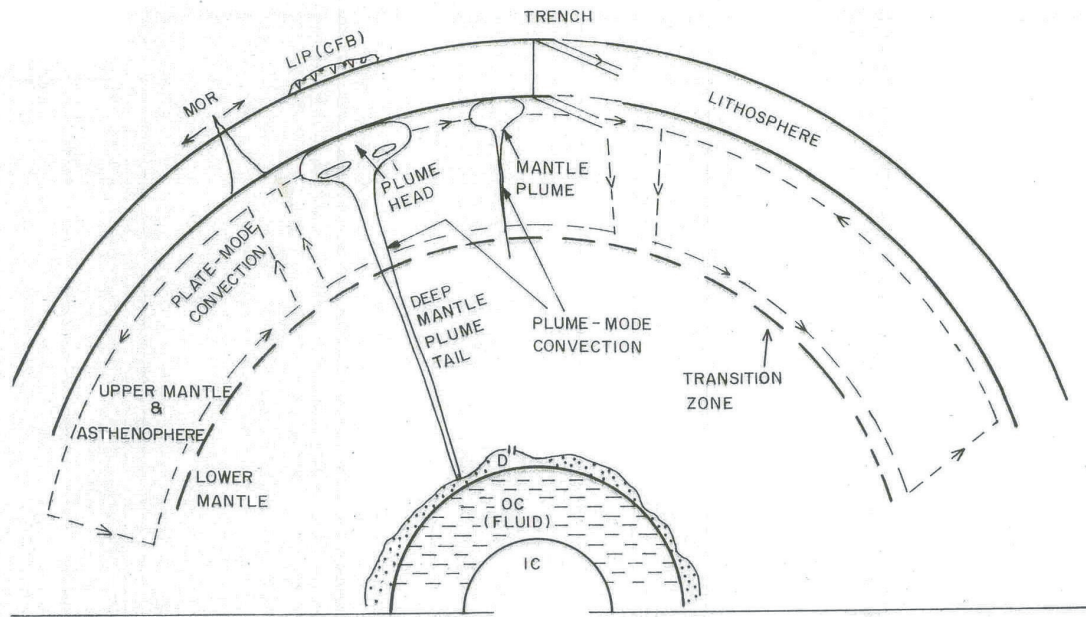 TRENCH
LIP (CFB)
MOR
LITHOSPHERE
PLUME
HEAD
MANTLE
PLUME
PLATE-MODE
CONVECTION
DEEP
MANTLE
PLUME
TAIL
PLUME-MODE
CONVECTION
TRANSITION
ZONE
UPPER MANTLE
&
ASTHENOPHERE
LOWER
MANTLE
D"
OC
(FLUID)
IC